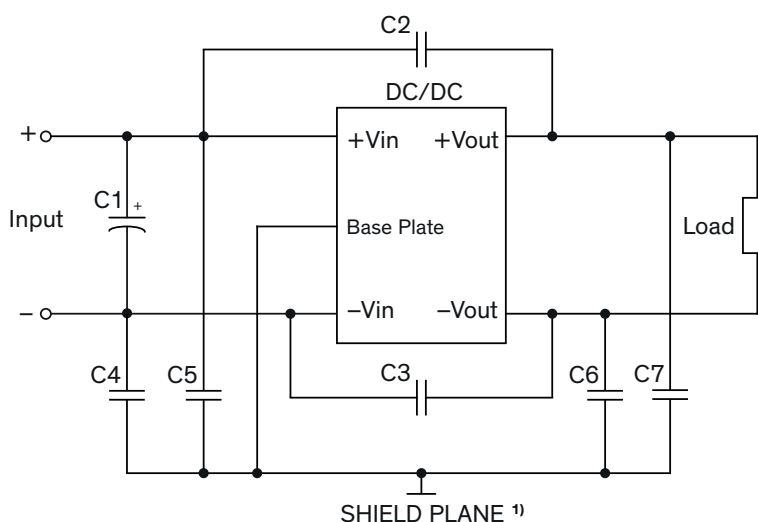 C2
DC/DC
+
+Vin
+Vout
C1 +
Input
Base Plate
Load
−
−Vin
−Vout
C4
C5
C3
C6
C7
SHIELD PLANE ¹⁾